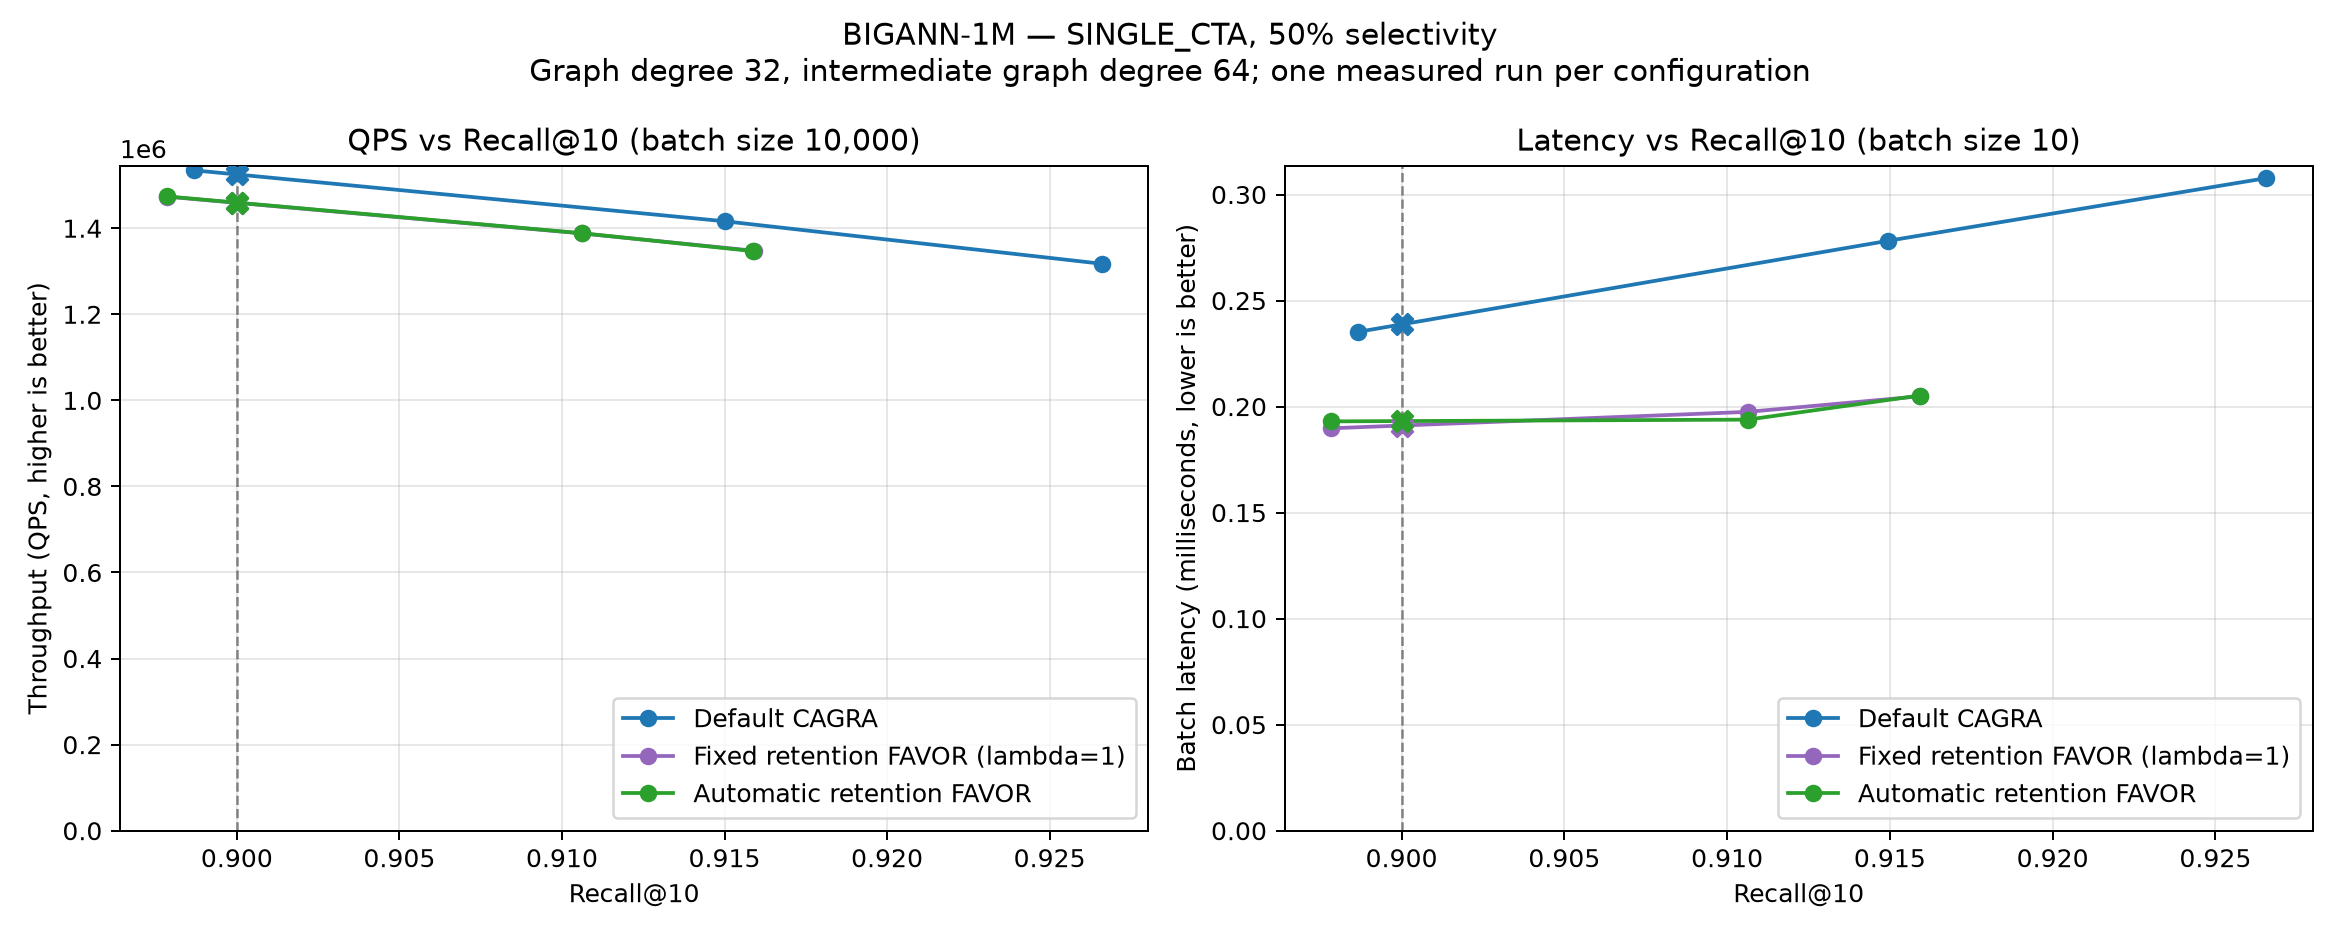 BIGANN-1M — SINGLE_CTA, 50% selectivity
Graph degree 32, intermediate graph degree 64; one measured run per configuration
QPS vs Recall@10 (batch size 10,000)
1e6
Throughput (QPS, higher is better)
1.4
1.2
1.0
0.8
0.6
0.4
0.2
0.0
Default CAGRA
Fixed retention FAVOR (lambda=1)
Automatic retention FAVOR
0.900 0.905 0.910 0.915 0.920 0.925
Recall@10
Latency vs Recall@10 (batch size 10)
Batch latency (milliseconds, lower is better)
0.30
0.25
0.20
0.15
0.10
0.05
0.00
Default CAGRA
Fixed retention FAVOR (lambda=1)
Automatic retention FAVOR
0.900 0.905 0.910 0.915 0.920 0.925
Recall@10